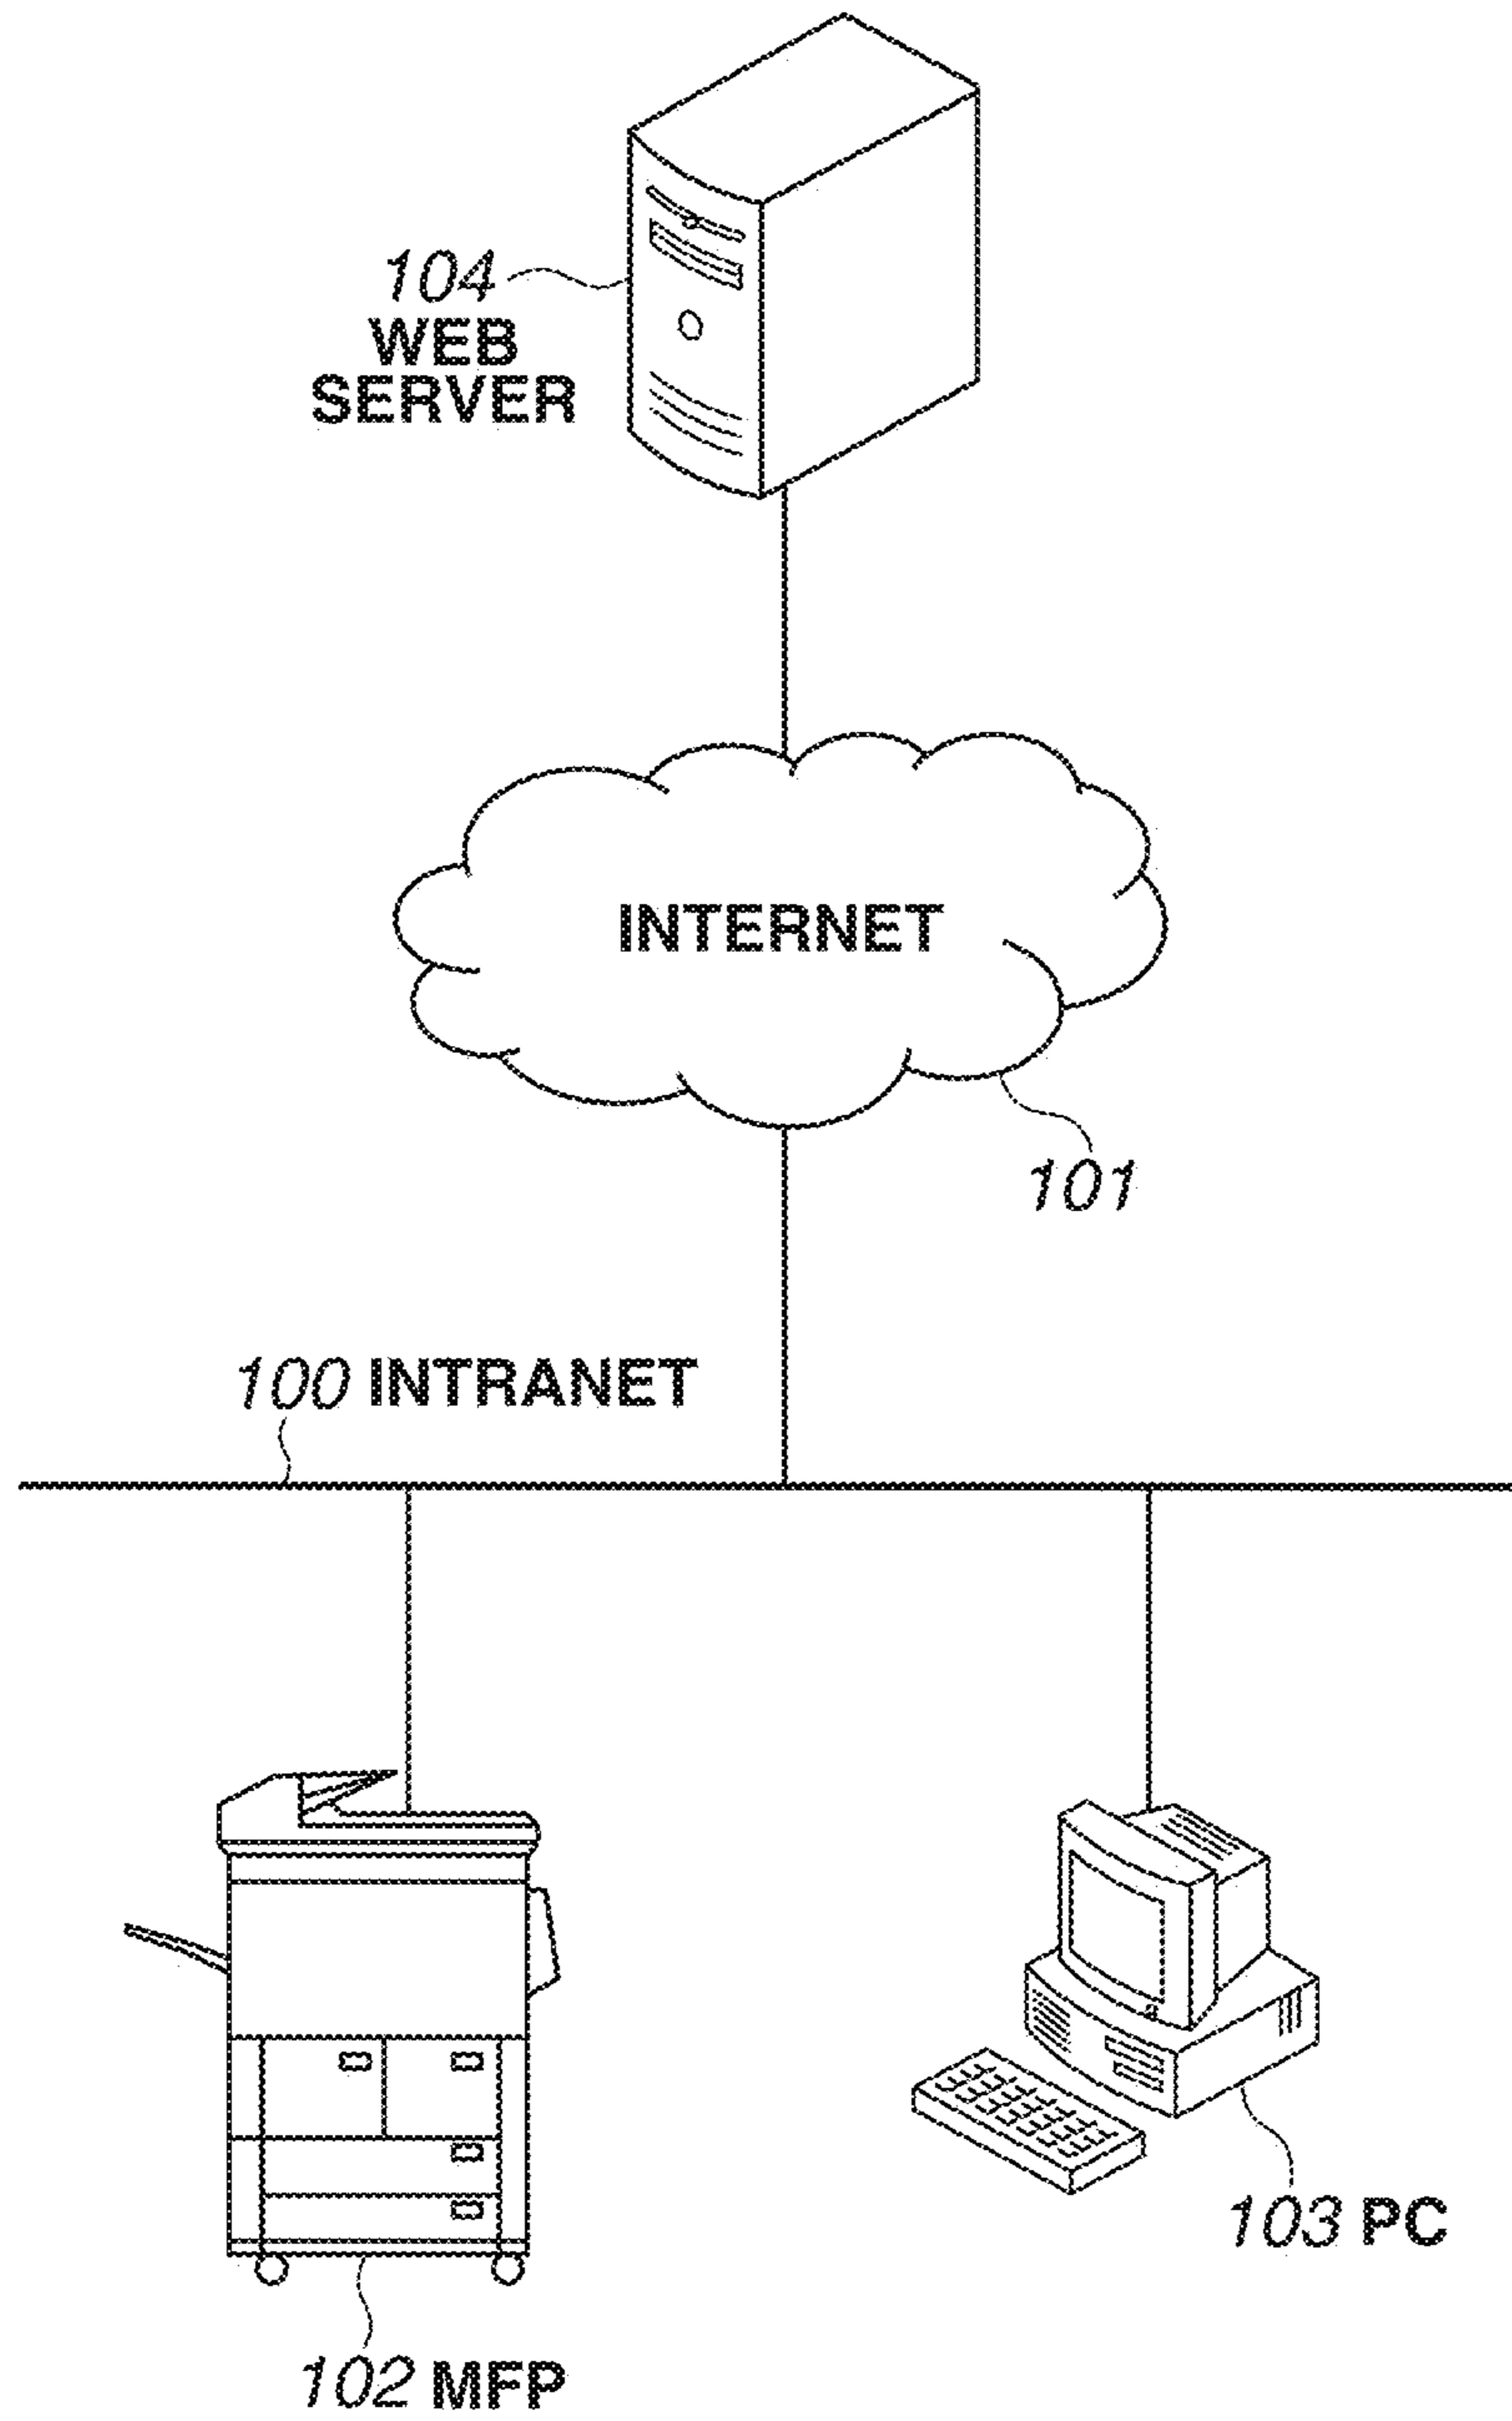 104
WEB
SERVER
INTERNET
101
100 INTRANET
103 PC
102 MFP